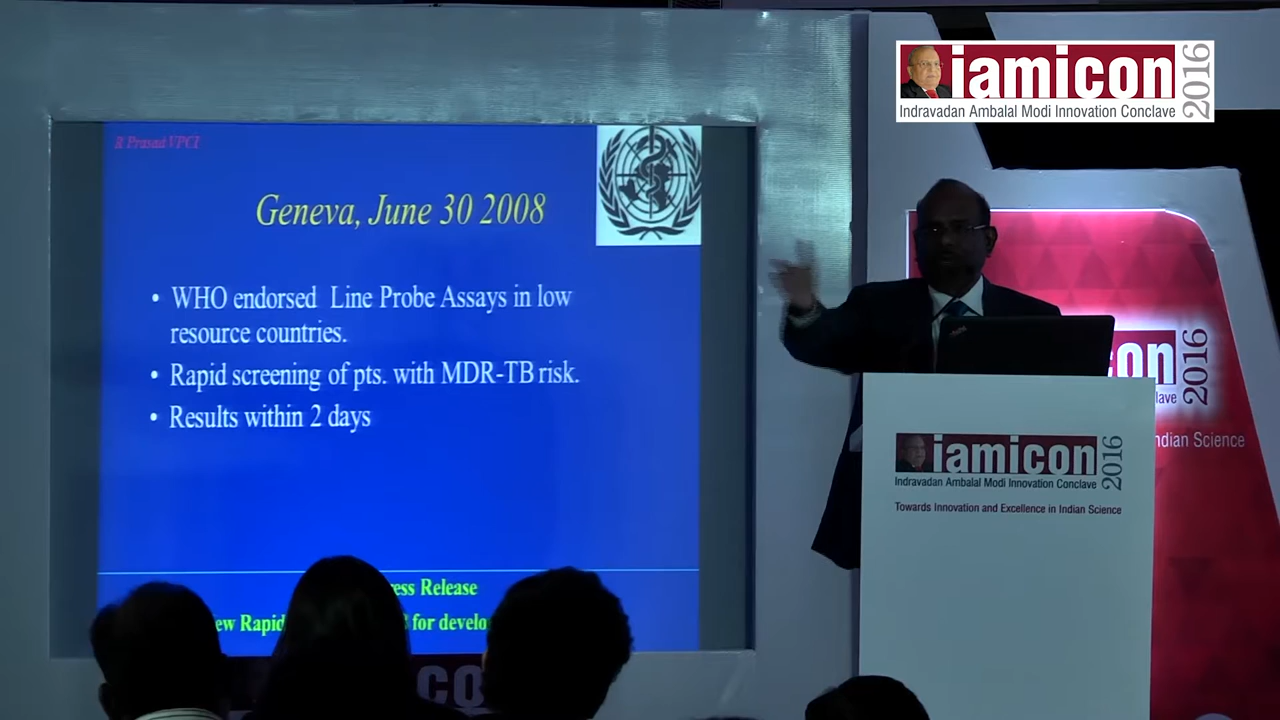 iamicon 2016
Indravadan Ambalal Modi Innovation Conclave
R Prasad VPCI
Geneva, June 30 2008
• WHO endorsed Line Probe Assays in low
resource countries.
• Rapid screening of pts. with MDR-TB risk.
• Results within 2 days
ress Release
ew Rapid for develo
co
con 2016
lave
ndian Science
iamicon 2016
Indravadan Ambalal Modi Innovation Conclave
Towards Innovation and Excellence in Indian Science